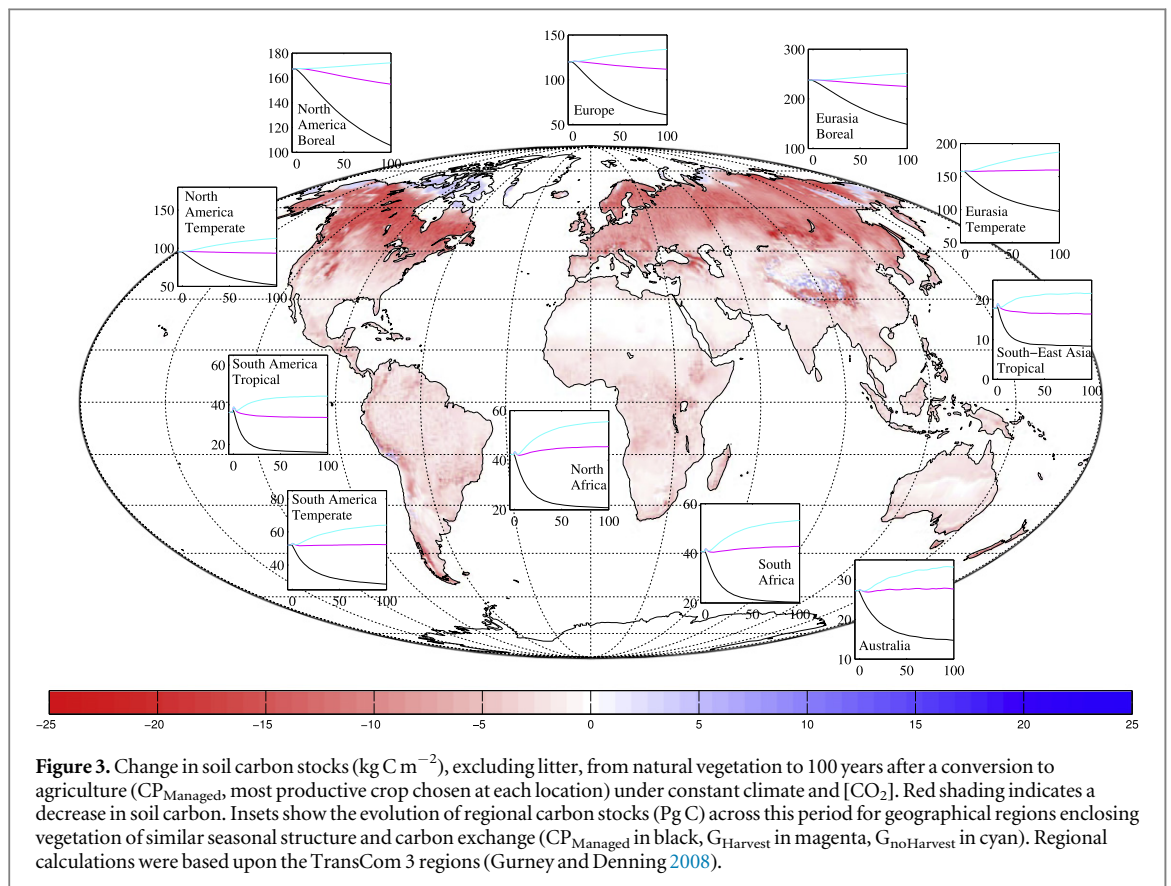 180
160
140
120
100
0
50
100
North
America
Boreal
150
100
50
0
50
100
Europe
300
200
100
0
50
100
Eurasia
Boreal
200
150
100
50
0
50
100
Eurasia
Temperate
150
100
50
0
50
100
North
America
Temperate
20
10
0
0
50
100
South-East Asia
Tropical
60
40
20
0
50
100
South America
Tropical
60
40
20
0
50
100
North
Africa
80
60
40
0
50
100
South America
Temperate
60
40
20
0
50
100
South
Africa
30
20
10
0
50
100
Australia
−25 −20 −15 −10 −5 0 5 10 15 20 25
Figure 3. Change in soil carbon stocks (kg C m−2), excluding litter, from natural vegetation to 100 years after a conversion to
agriculture (CPManaged, most productive crop chosen at each location) under constant climate and [CO2]. Red shading indicates a
decrease in soil carbon. Insets show the evolution of regional carbon stocks (Pg C) across this period for geographical regions enclosing
vegetation of similar seasonal structure and carbon exchange (CPManaged in black, GHarvest in magenta, GnoHarvest in cyan). Regional
calculations were based upon the TransCom 3 regions (Gurney and Denning 2008).